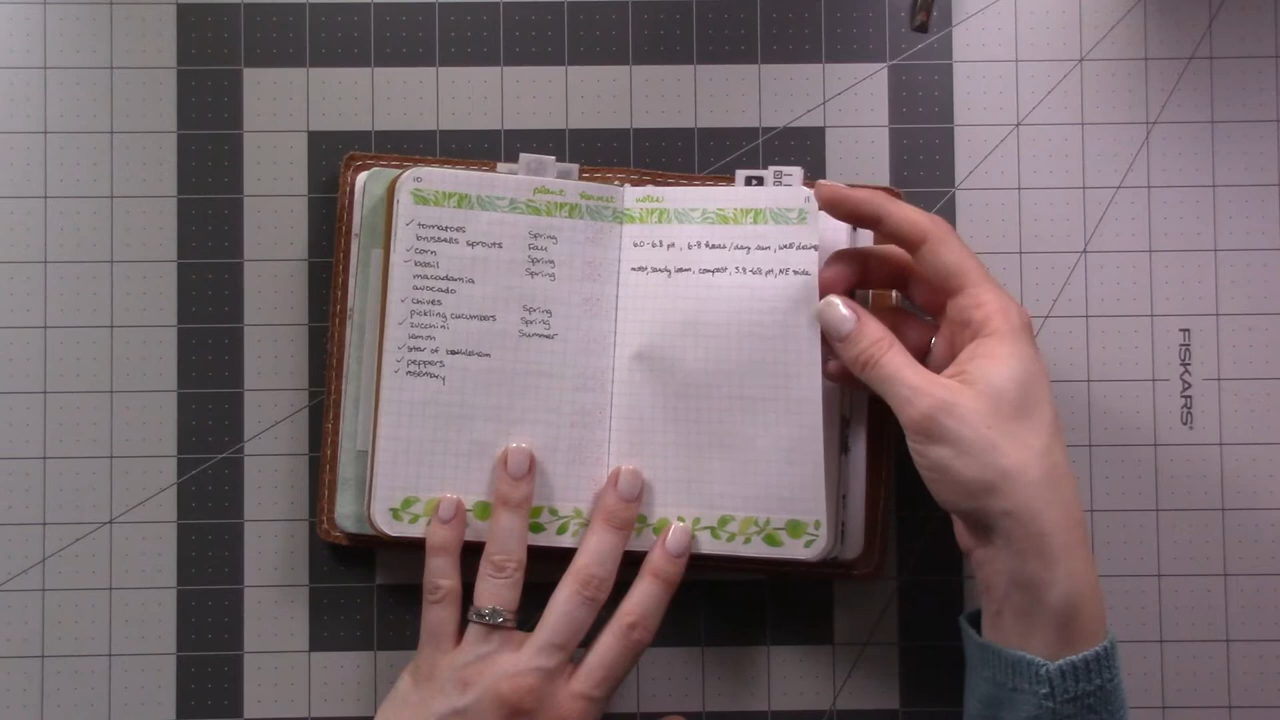 10
plant harvest notes
11
✓ tomatoes Spring 6.0-6.8 pH, 6-8 hours/day sun, well drained
brussels sprouts Fall
✓ corn Spring moist, sandy loam, compost, 5.8-6.8 pH, NE side
✓ basil Spring
macadamia
avocado
✓ chives Spring
pickling cucumbers Spring
✓ zucchini Summer
lemon
✓ star of bethlehem
✓ peppers
✓ rosemary
FISKARS